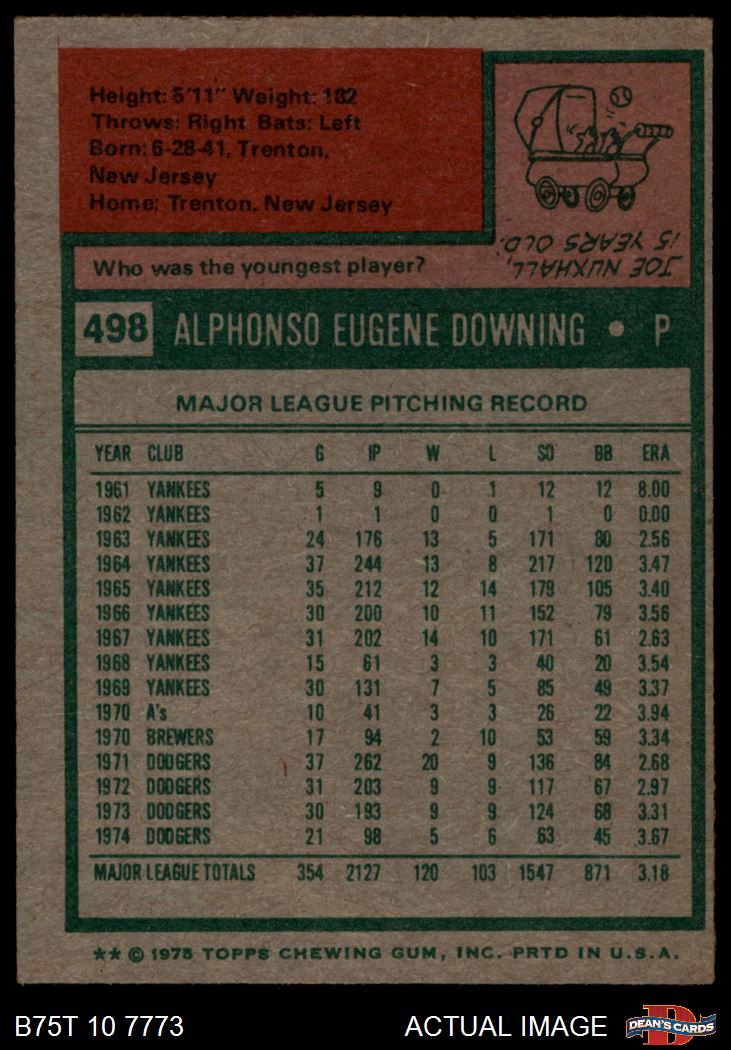 Height: 5'11" Weight: 182
Throws: Right Bats: Left
Born: 6-28-41, Trenton,
New Jersey
Home: Trenton, New Jersey
Who was the youngest player?
JOE NUXHALL,
15 YEARS OLD.
498 ALPHONSO EUGENE DOWNING • P
MAJOR LEAGUE PITCHING RECORD
YEAR CLUB G IP W L SO BB ERA
1961 YANKEES 5 9 0 1 12 12 8.00
1962 YANKEES 1 1 0 0 1 0 0.00
1963 YANKEES 24 176 13 5 171 80 2.56
1964 YANKEES 37 244 13 8 217 120 3.47
1965 YANKEES 35 212 12 14 179 105 3.40
1966 YANKEES 30 200 10 11 152 79 3.56
1967 YANKEES 31 202 14 10 171 61 2.63
1968 YANKEES 15 61 3 3 40 20 3.54
1969 YANKEES 30 131 7 5 85 49 3.37
1970 A's 10 41 3 3 26 22 3.94
1970 BREWERS 17 94 2 10 53 59 3.34
1971 DODGERS 37 262 20 9 136 84 2.68
1972 DODGERS 31 203 9 9 117 67 2.97
1973 DODGERS 30 193 9 9 124 68 3.31
1974 DODGERS 21 98 5 6 63 45 3.67
MAJOR LEAGUE TOTALS 354 2127 120 103 1547 871 3.18
** © 1975 TOPPS CHEWING GUM, INC. PRTD IN U.S.A.
B75T 10 7773 ACTUAL IMAGE D DEAN'S CARDS